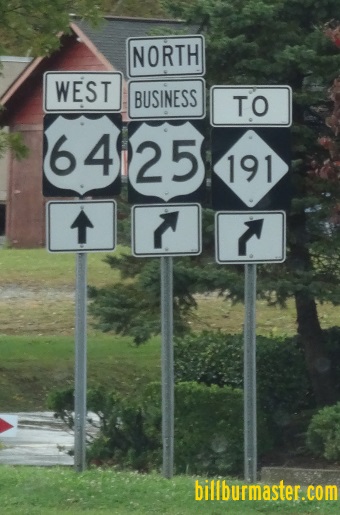 WEST
64
NORTH
BUSINESS
25
TO
191
billburmaster.com